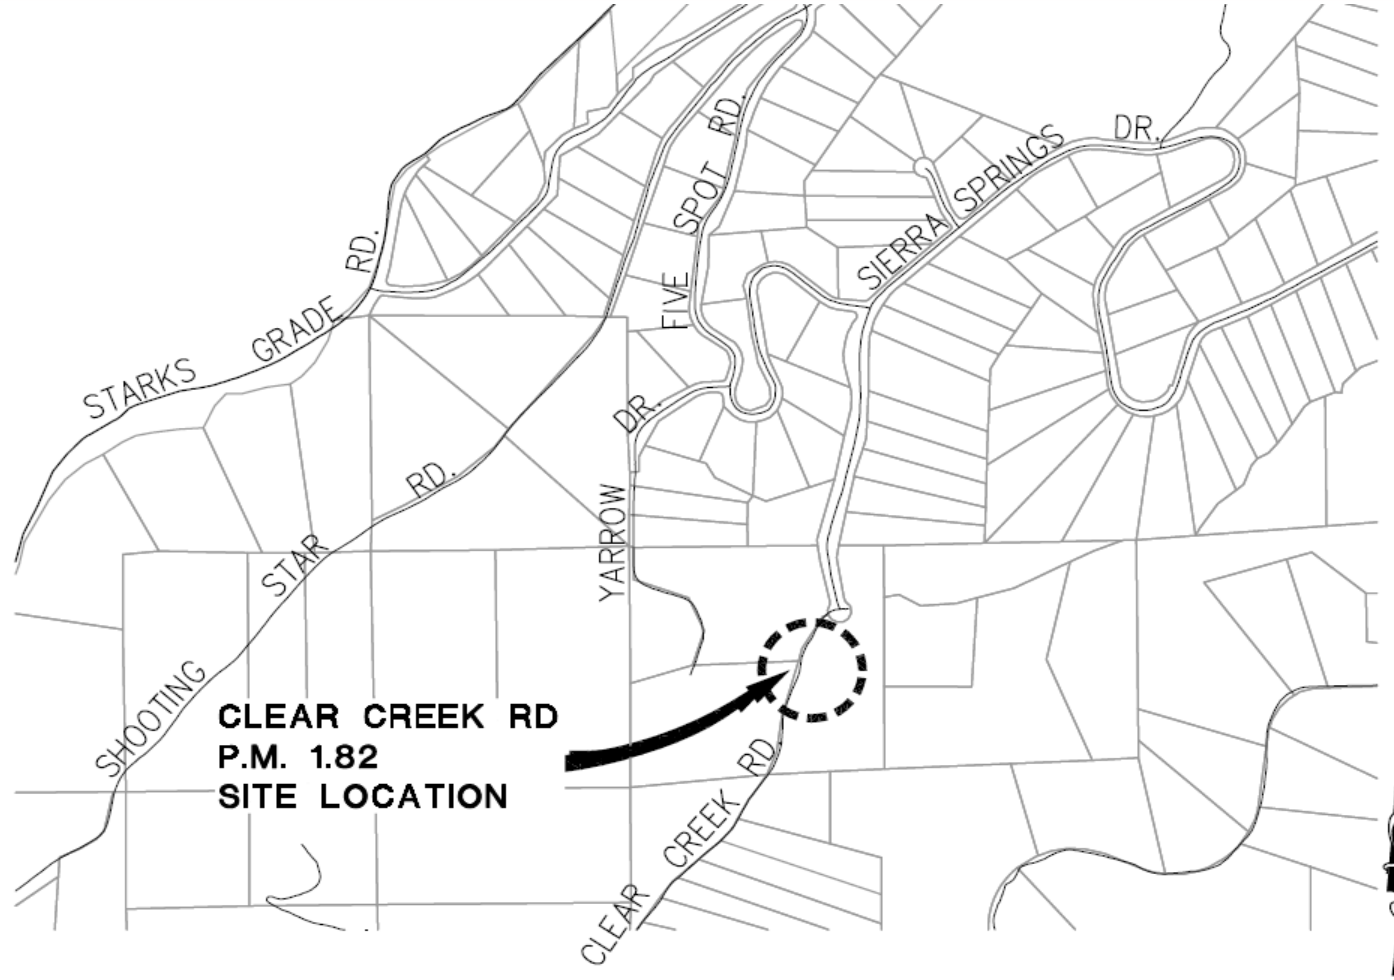 DR.
SIERRA SPRINGS
FIVE SPOT RD.
STARKS GRADE RD.
DR.
YARROW
SHOOTING STAR RD.
CLEAR CREEK RD
P.M. 1.82
SITE LOCATION
CLEAR CREEK RD